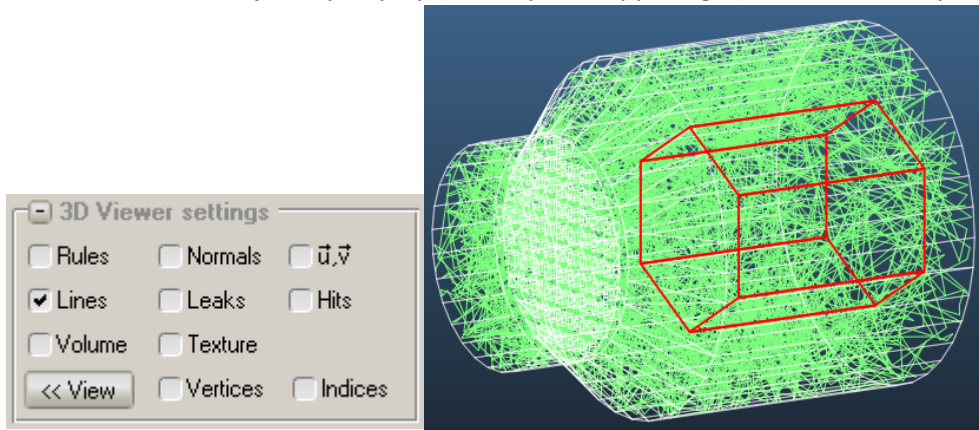 3D Viewer settings
Rules Normals u⃗,v⃗
Lines Leaks Hits
Volume Texture
<< View Vertices Indices